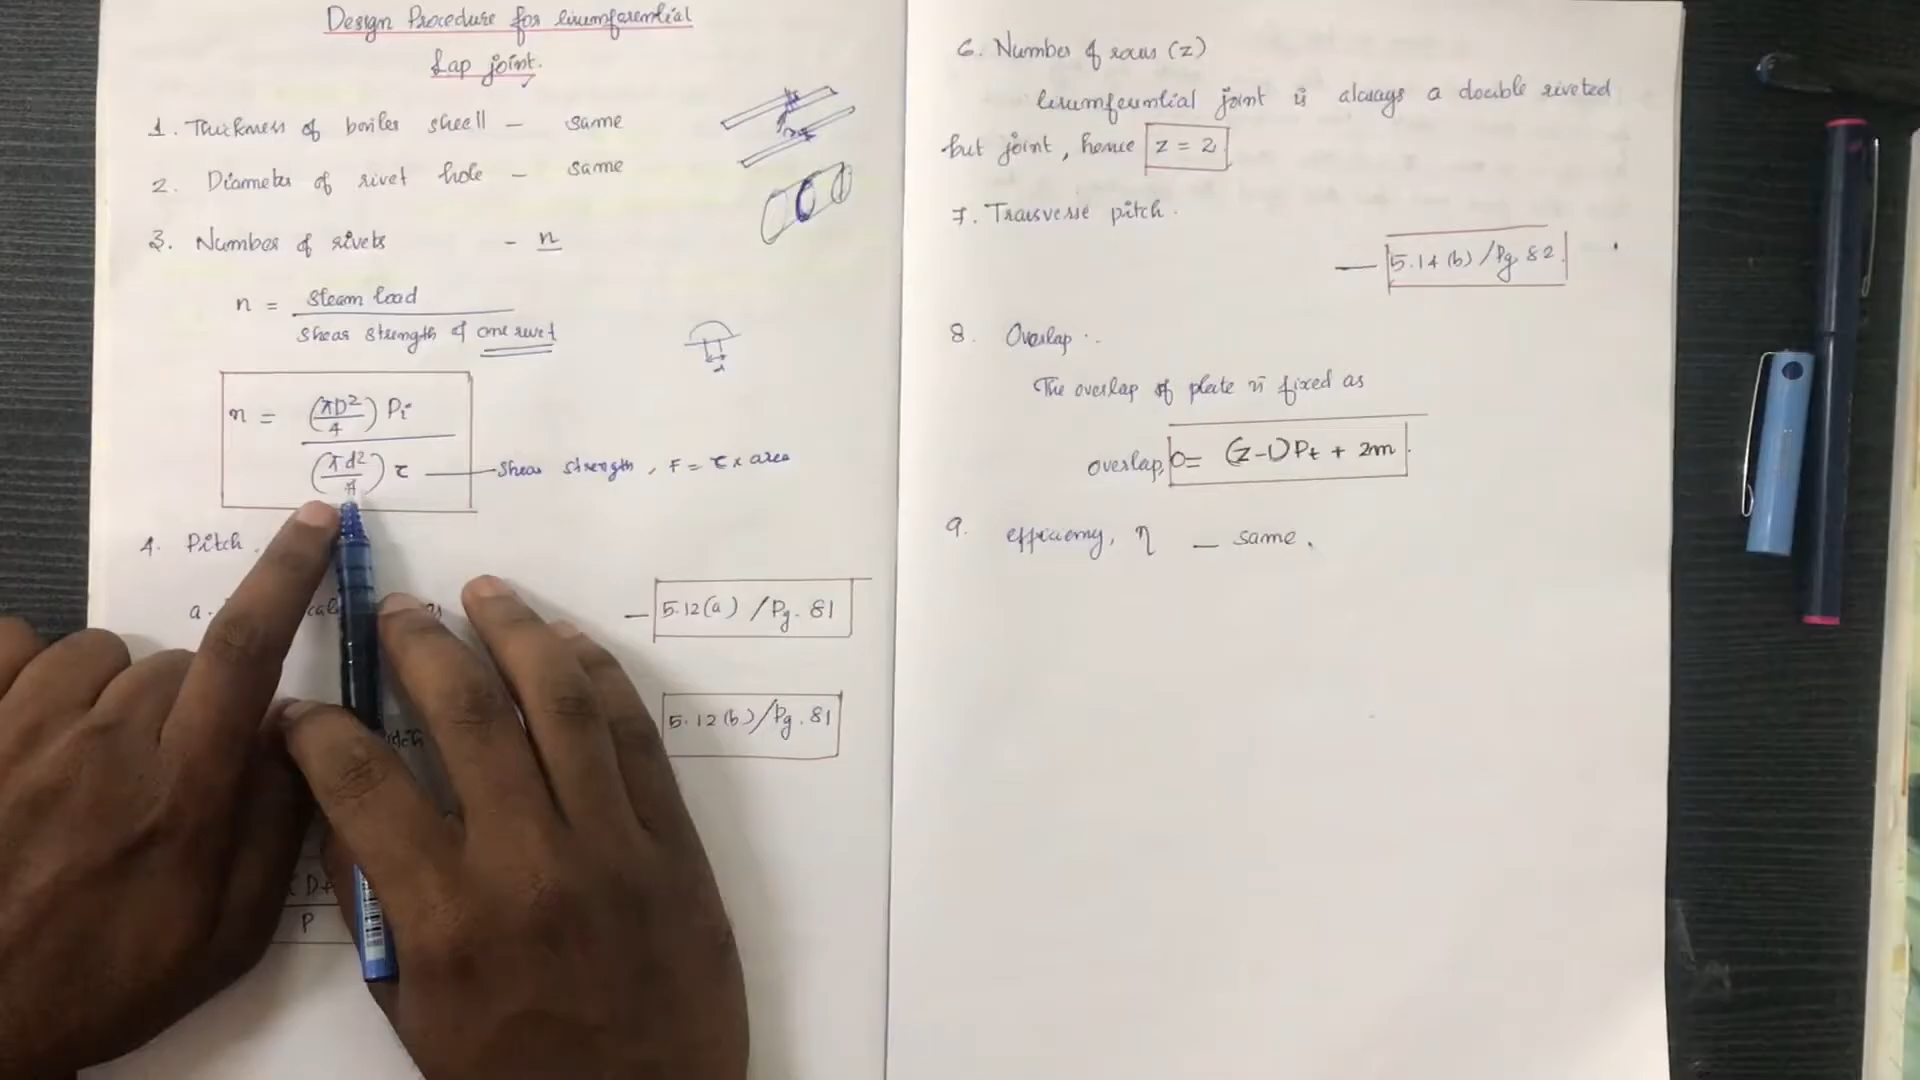 Design Procedure for Circumferential
Lap joint.
1. Thickness of boiler shell – same
2. Diameter of rivet hole – same
3. Number of rivets – n
n = steam load / shear strength of one rivet
n = (πD²/4) Pi / (πd²/4) τ — shear strength, F = τ x area
d
4. Pitch.
a.
— 5.12(a) / Pg. 81
5.12(b) / Pg. 81
(D+
P
6. Number of rows (z)
Circumferential joint is always a double riveted
but joint, hence z = 2
7. Transverse pitch.
— 5.14(b) / Pg. 82.
8. Overlap..
The overlap of plate is fixed as
overlap, o = (z-1)Pt + 2m.
9. efficiency, η – same.